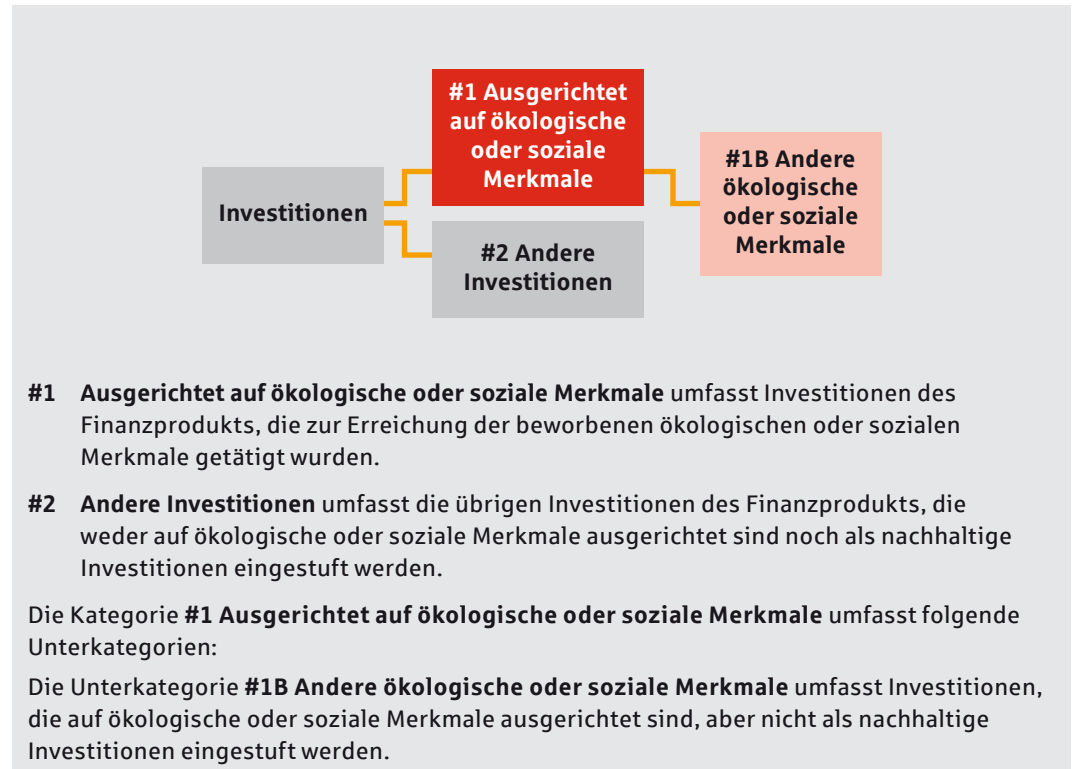 #1 Ausgerichtet
auf ökologische
oder soziale
Merkmale
#1B Andere
ökologische
oder soziale
Merkmale
Investitionen
#2 Andere
Investitionen
#1 Ausgerichtet auf ökologische oder soziale Merkmale umfasst Investitionen des
Finanzprodukts, die zur Erreichung der beworbenen ökologischen oder sozialen
Merkmale getätigt wurden.
#2 Andere Investitionen umfasst die übrigen Investitionen des Finanzprodukts, die
weder auf ökologische oder soziale Merkmale ausgerichtet sind noch als nachhaltige
Investitionen eingestuft werden.
Die Kategorie #1 Ausgerichtet auf ökologische oder soziale Merkmale umfasst folgende
Unterkategorien:
Die Unterkategorie #1B Andere ökologische oder soziale Merkmale umfasst Investitionen,
die auf ökologische oder soziale Merkmale ausgerichtet sind, aber nicht als nachhaltige
Investitionen eingestuft werden.